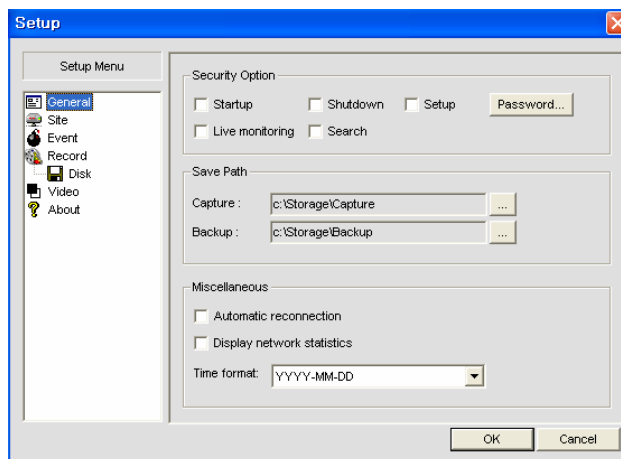 Setup
Setup Menu
General
Site
Event
Record
Disk
Video
About
Security Option
Startup Shutdown Setup Password...
Live monitoring Search
Save Path
Capture : c:\Storage\Capture ...
Backup : c:\Storage\Backup ...
Miscellaneous
Automatic reconnection
Display network statistics
Time format: YYYY-MM-DD
OK Cancel